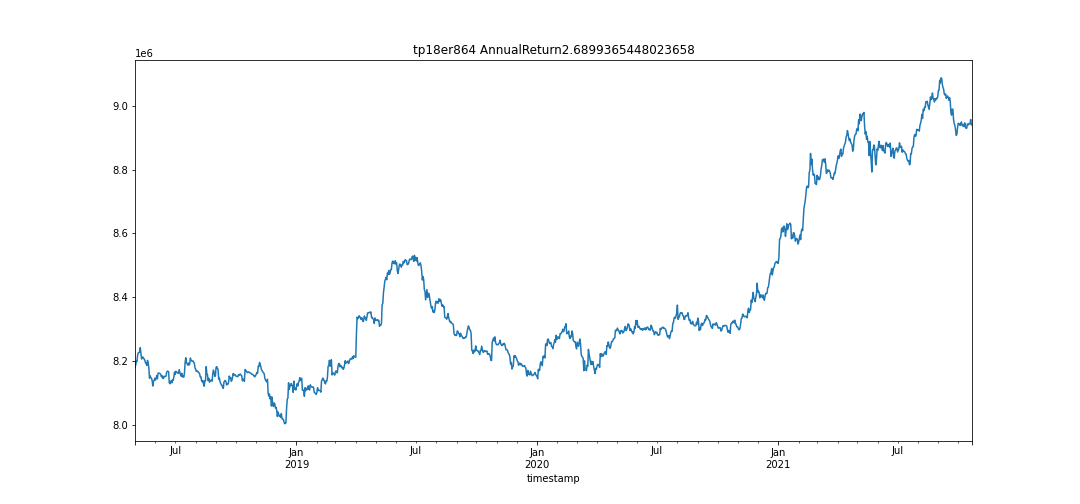 tp18er864 AnnualReturn2.6899365448023658
1e6
9.0
8.8
8.6
8.4
8.2
8.0
Jul Jan Jul Jan Jul Jan Jul
2019 2020 2021
timestamp